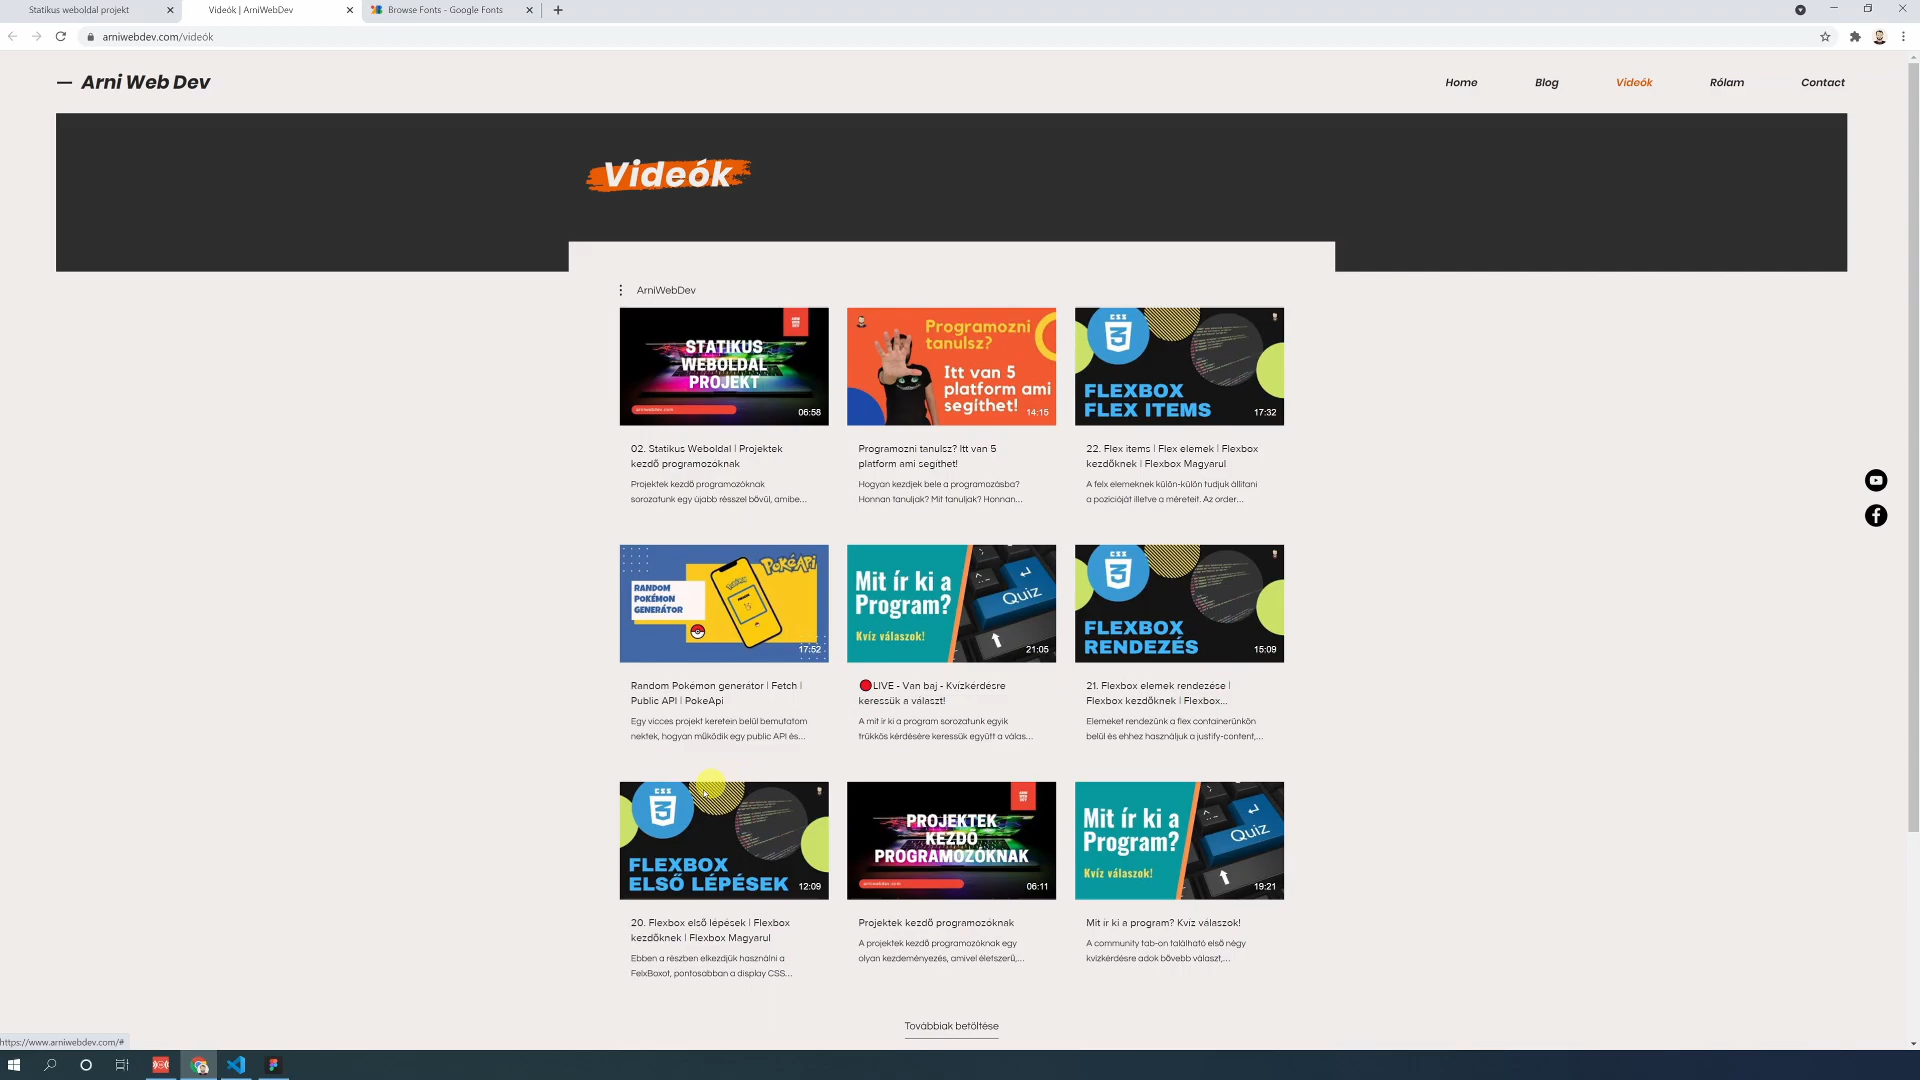 Statikus weboldal projekt
Videók | ArniWebDev
Browse Fonts - Google Fonts
arniwebdev.com/videók
Arni Web Dev
Home
Blog
Videók
Rólam
Contact
Videók
ArniWebDev
STATIKUS
WEBOLDAL
PROJEKT
arniwebdev.com
06:58
Programozni
tanulsz?
Itt van 5
platform ami
segíthet!
14:15
CSS
FLEXBOX
FLEX ITEMS
17:32
02. Statikus Weboldal | Projektek
kezdő programozóknak
Projektek kezdő programozóknak
sorozatunk egy újabb résszel bővül, amibe...
Programozni tanulsz? Itt van 5
platform ami segíthet!
Hogyan kezdjek bele a programozásba?
Honnan tanuljak? Mit tanuljak? Honnan...
22. Flex items | Flex elemek | Flexbox
kezdőknek | Flexbox Magyarul
A felx elemeknek külön-külön tudjuk állítani
a pozícióját illetve a méreteit. Az order...
PokéApi
RANDOM
POKÉMON
GENERÁTOR
17:52
Mit ír ki a
Program?
Kvíz válaszok!
Quiz
21:05
CSS
FLEXBOX
RENDEZÉS
15:09
Random Pokémon generátor | Fetch |
Public API | PokeApi
Egy vicces projekt keretein belül bemutatom
nektek, hogyan működik egy public API és...
🔴LIVE - Van baj - Kvízkérdésre
keressük a választ!
A mit ír ki a program sorozatunk egyik
trükkös kérdésére keressük együtt a válas...
21. Flexbox elemek rendezése |
Flexbox kezdőknek | Flexbox...
Elemeket rendezünk a flex containerünkön
belül és ehhez használjuk a justify-content,...
CSS
FLEXBOX
ELSŐ LÉPÉSEK
12:09
PROJEKTEK
KEZDŐ
PROGRAMOZÓKNAK
arniwebdev.com
06:11
Mit ír ki a
Program?
Kvíz válaszok!
Quiz
19:21
20. Flexbox első lépések | Flexbox
kezdőknek | Flexbox Magyarul
Ebben a részben elkezdjük használni a
FelxBoxot, pontosabban a display CSS...
Projektek kezdő programozóknak
A projektek kezdő programozóknak egy
olyan kezdeményezés, amivel életszerű,...
Mit ír ki a program? Kvíz válaszok!
A community tab-on található első négy
kvízkérdésre adok bővebb választ,...
Továbbiak betöltése
https://www.arniwebdev.com/#